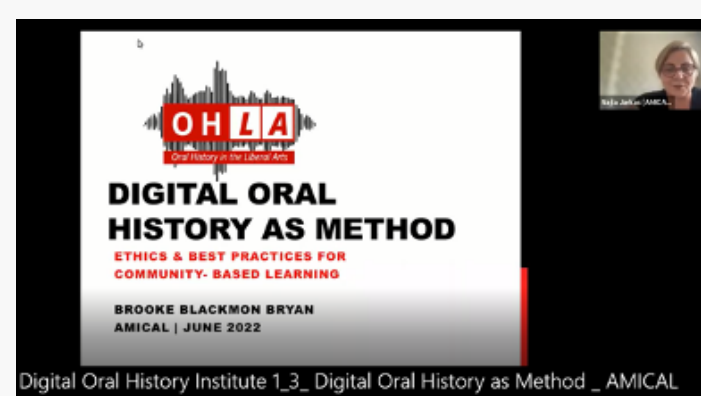 OHLA
Oral History in the Liberal Arts
DIGITAL ORAL
HISTORY AS METHOD
ETHICS & BEST PRACTICES FOR
COMMUNITY- BASED LEARNING
BROOKE BLACKMON BRYAN
AMICAL | JUNE 2022
(AMICAL...
Digital Oral History Institute 1_3_ Digital Oral History as Method _ AMICAL